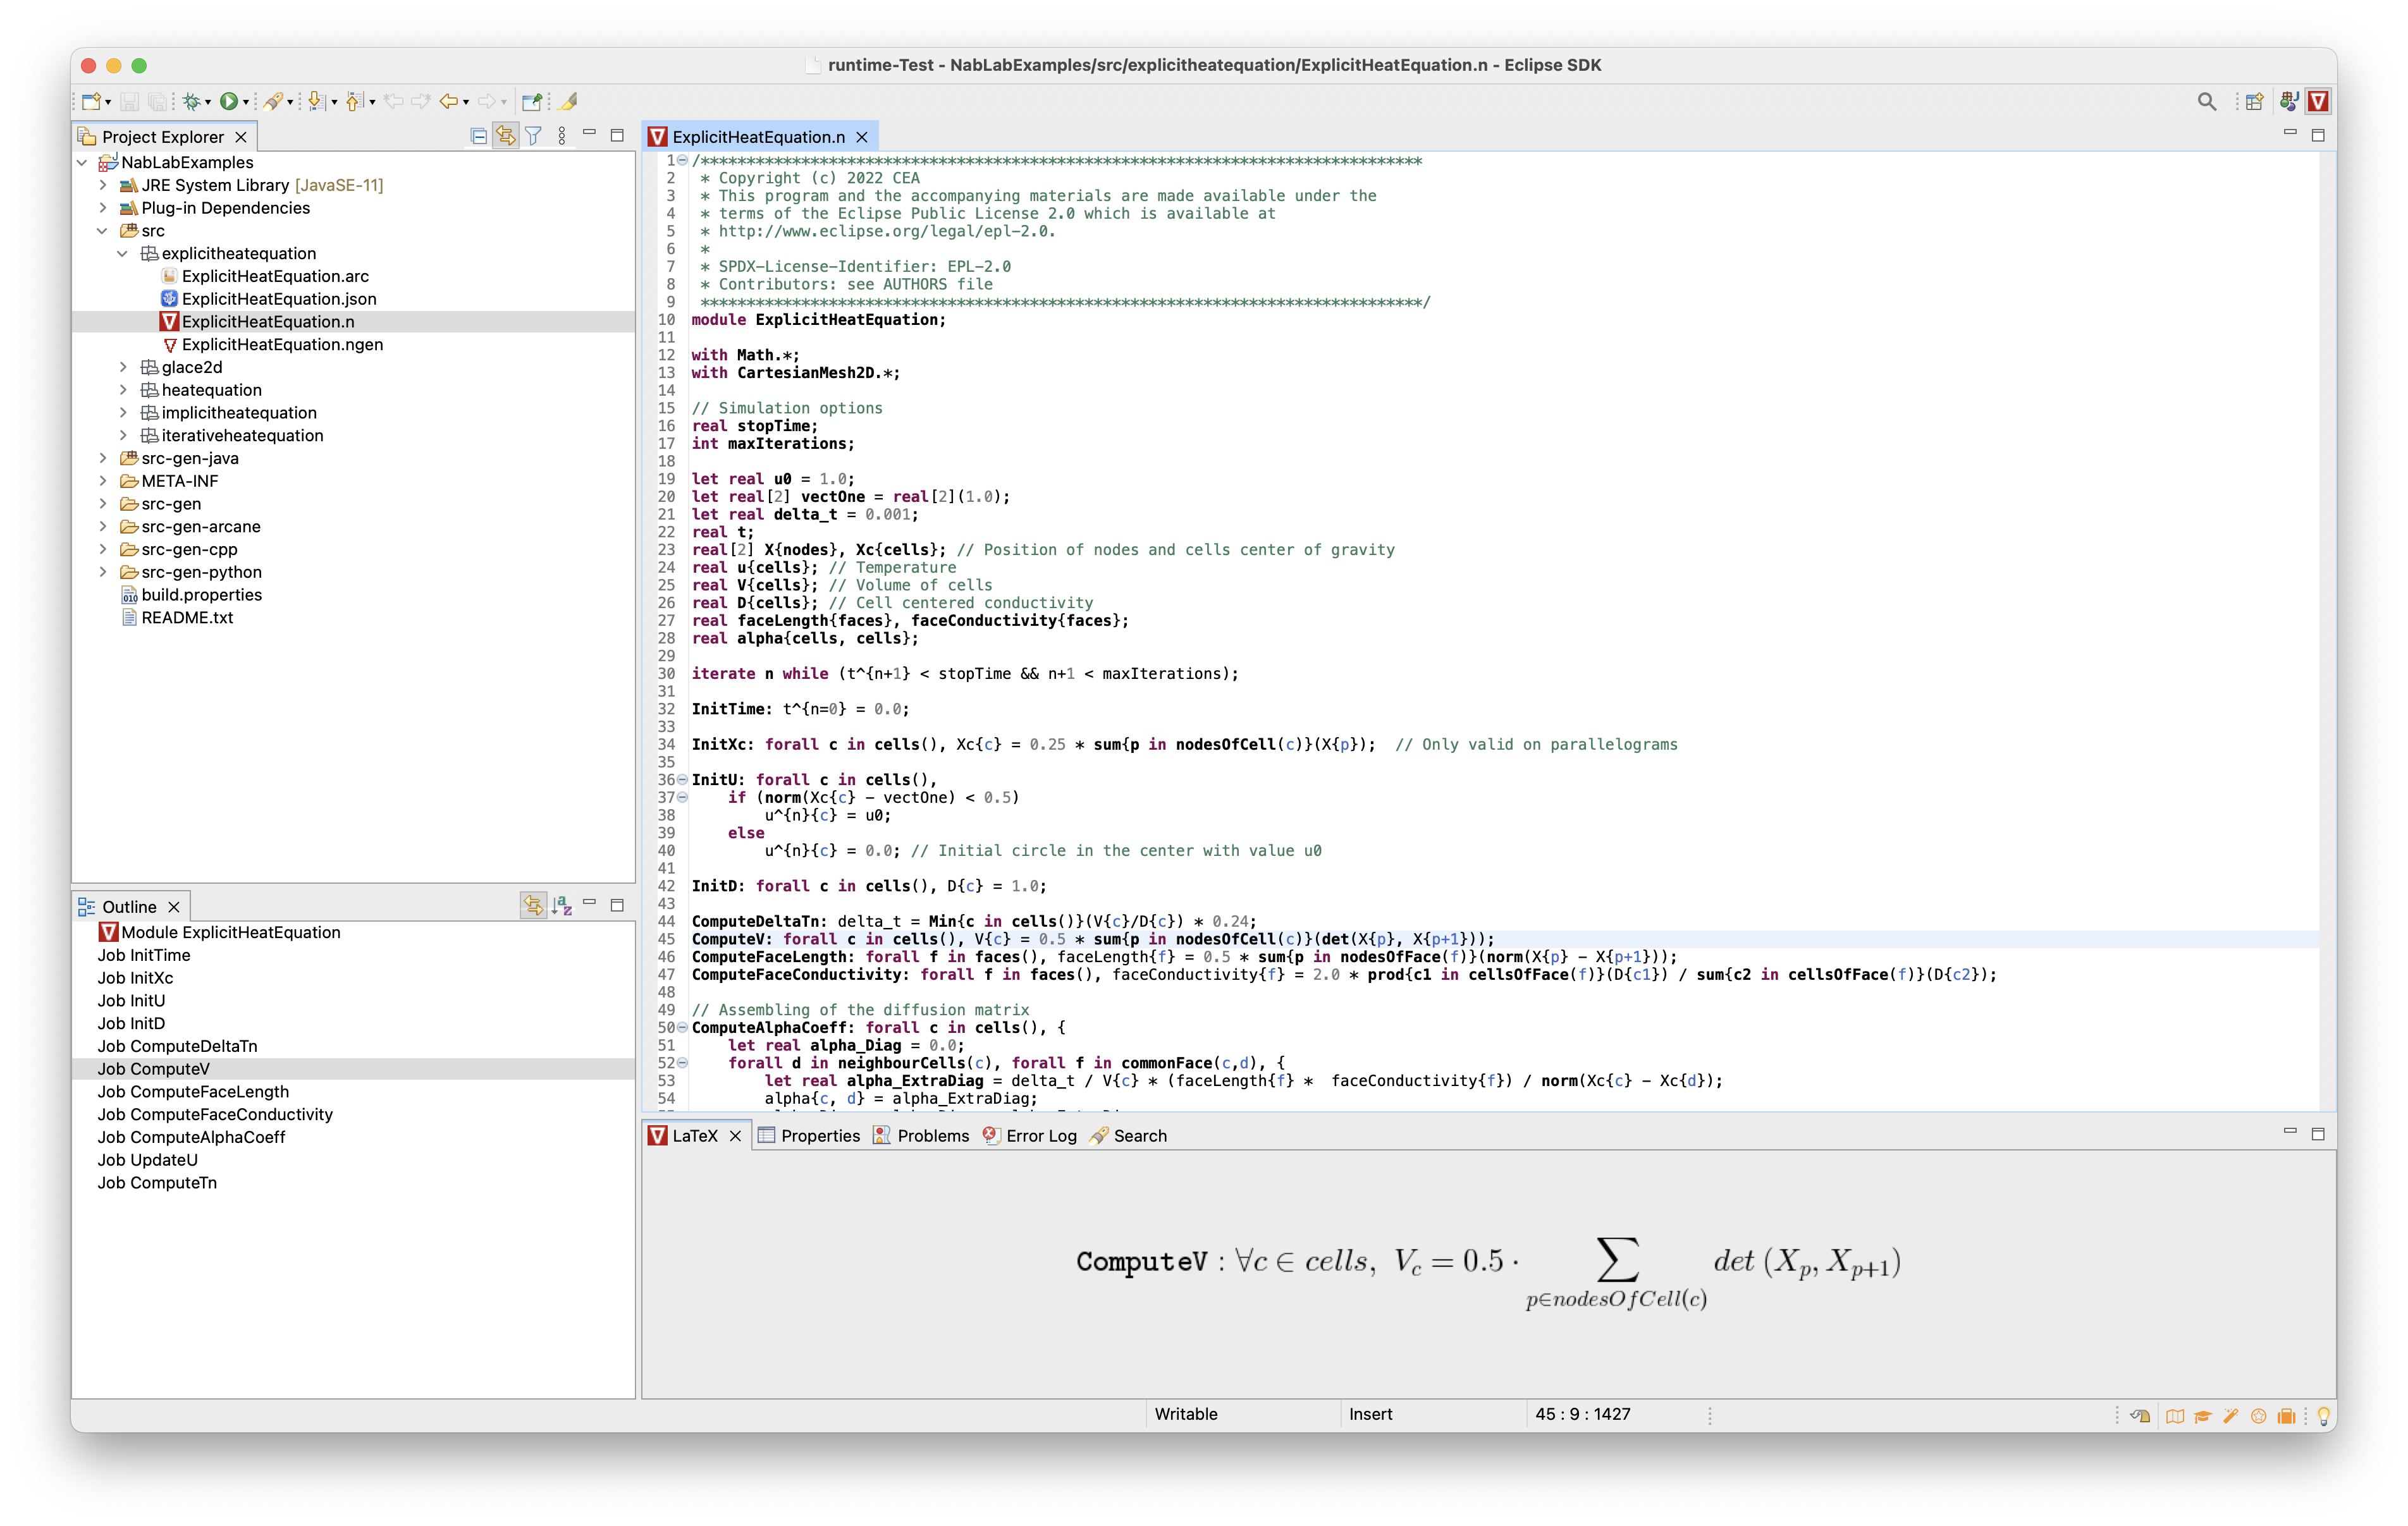 runtime-Test - NabLabExamples/src/explicitheatequation/ExplicitHeatEquation.n - Eclipse SDK
Project Explorer
NabLabExamples
JRE System Library [JavaSE-11]
Plug-in Dependencies
src
explicitheatequation
ExplicitHeatEquation.arc
ExplicitHeatEquation.json
ExplicitHeatEquation.n
ExplicitHeatEquation.ngen
glace2d
heatequation
implicitheatequation
iterativeheatequation
src-gen-java
META-INF
src-gen
src-gen-arcane
src-gen-cpp
src-gen-python
build.properties
README.txt
Outline
Module ExplicitHeatEquation
Job InitTime
Job InitXc
Job InitU
Job InitD
Job ComputeDeltaTn
Job ComputeV
Job ComputeFaceLength
Job ComputeFaceConductivity
Job ComputeAlphaCoeff
Job UpdateU
Job ComputeTn
ExplicitHeatEquation.n
1 /*******************************************************************************
2 * Copyright (c) 2022 CEA
3 * This program and the accompanying materials are made available under the
4 * terms of the Eclipse Public License 2.0 which is available at
5 * http://www.eclipse.org/legal/epl-2.0.
6 *
7 * SPDX-License-Identifier: EPL-2.0
8 * Contributors: see AUTHORS file
9 *******************************************************************************/
10 module ExplicitHeatEquation;
11
12 with Math.*;
13 with CartesianMesh2D.*;
14
15 // Simulation options
16 real stopTime;
17 int maxIterations;
18
19 let real u0 = 1.0;
20 let real[2] vectOne = real[2](1.0);
21 let real delta_t = 0.001;
22 real t;
23 real[2] X{nodes}, Xc{cells}; // Position of nodes and cells center of gravity
24 real u{cells}; // Temperature
25 real V{cells}; // Volume of cells
26 real D{cells}; // Cell centered conductivity
27 real faceLength{faces}, faceConductivity{faces};
28 real alpha{cells, cells};
29
30 iterate n while (t^{n+1} < stopTime && n+1 < maxIterations);
31
32 InitTime: t^{n=0} = 0.0;
33
34 InitXc: forall c in cells(), Xc{c} = 0.25 * sum{p in nodesOfCell(c)}(X{p});  // Only valid on parallelograms
35
36 InitU: forall c in cells(),
37 if (norm(Xc{c} - vectOne) < 0.5)
38 u^{n}{c} = u0;
39 else
40 u^{n}{c} = 0.0; // Initial circle in the center with value u0
41
42 InitD: forall c in cells(), D{c} = 1.0;
43
44 ComputeDeltaTn: delta_t = Min{c in cells()}(V{c}/D{c}) * 0.24;
45 ComputeV: forall c in cells(), V{c} = 0.5 * sum{p in nodesOfCell(c)}(det(X{p}, X{p+1}));
46 ComputeFaceLength: forall f in faces(), faceLength{f} = 0.5 * sum{p in nodesOfFace(f)}(norm(X{p} - X{p+1}));
47 ComputeFaceConductivity: forall f in faces(), faceConductivity{f} = 2.0 * prod{c1 in cellsOfFace(f)}(D{c1}) / sum{c2 in cellsOfFace(f)}(D{c2});
48
49 // Assembling of the diffusion matrix
50 ComputeAlphaCoeff: forall c in cells(), {
51 let real alpha_Diag = 0.0;
52 forall d in neighbourCells(c), forall f in commonFace(c,d), {
53 let real alpha_ExtraDiag = delta_t / V{c} * (faceLength{f} *  faceConductivity{f}) / norm(Xc{c} - Xc{d});
54 alpha{c, d} = alpha_ExtraDiag;
LaTeX Properties Problems Error Log Search
ComputeV : ∀c ∈ cells, V_c = 0.5 · ∑_{p∈nodesOfCell(c)} det (X_p, X_{p+1})
Writable Insert 45 : 9 : 1427